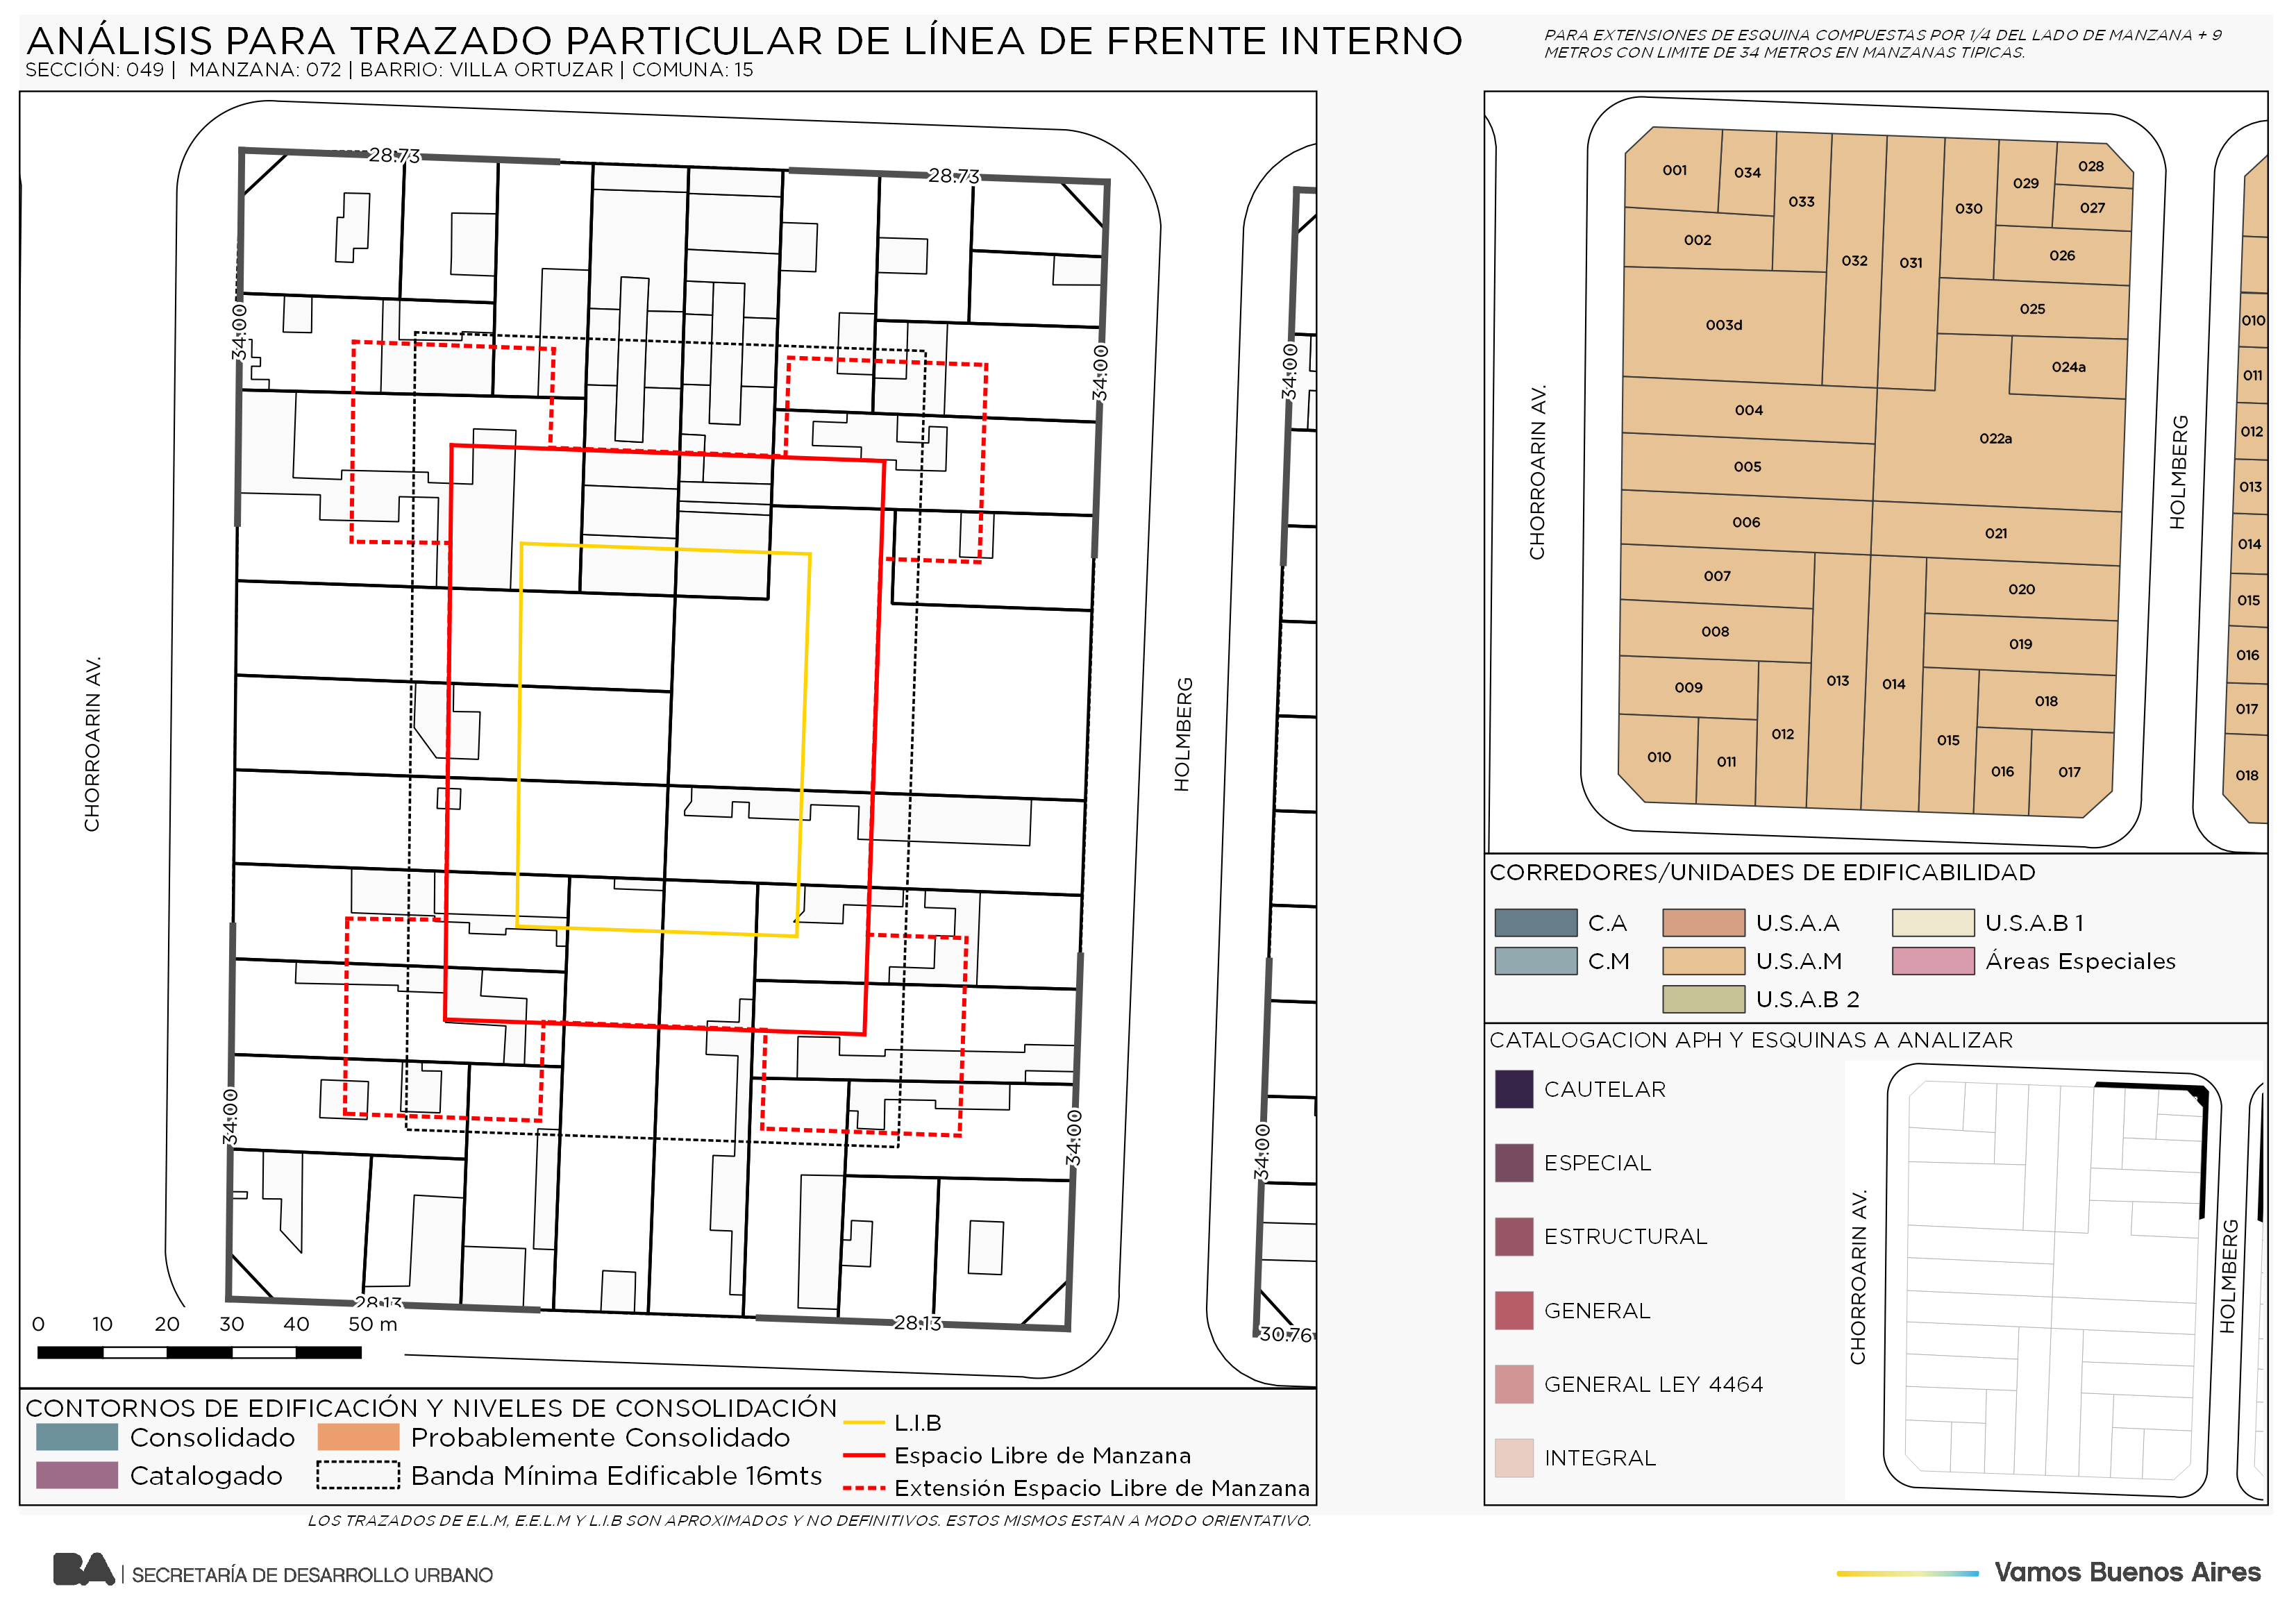 ANÁLISIS PARA TRAZADO PARTICULAR DE LÍNEA DE FRENTE INTERNO
SECCIÓN: 049 | MANZANA: 072 | BARRIO: VILLA ORTUZAR | COMUNA: 15
PARA EXTENSIONES DE ESQUINA COMPUESTAS POR 1/4 DEL LADO DE MANZANA + 9
METROS CON LIMITE DE 34 METROS EN MANZANAS TIPICAS.
28.73
28.73
34:00
34:00
34:00
CHORROARIN AV.
HOLMBERG
34:00
34:00
34:00
28.13
28.13
30.76
0 10 20 30 40 50 m
CONTORNOS DE EDIFICACIÓN Y NIVELES DE CONSOLIDACIÓN
Consolidado
Probablemente Consolidado
Catalogado
Banda Mínima Edificable 16mts
L.I.B
Espacio Libre de Manzana
Extensión Espacio Libre de Manzana
LOS TRAZADOS DE E.L.M, E.E.L.M Y L.I.B SON APROXIMADOS Y NO DEFINITIVOS. ESTOS MISMOS ESTAN A MODO ORIENTATIVO.
001
034
033
032
031
030
029
028
027
026
002
003d
025
024a
004
022a
005
006
021
007
020
008
019
009
013
014
018
012
015
010
011
016
017
010
011
012
013
014
015
016
017
018
CHORROARIN AV.
HOLMBERG
CORREDORES/UNIDADES DE EDIFICABILIDAD
C.A
U.S.A.A
U.S.A.B 1
C.M
U.S.A.M
Áreas Especiales
U.S.A.B 2
CATALOGACION APH Y ESQUINAS A ANALIZAR
CAUTELAR
ESPECIAL
ESTRUCTURAL
GENERAL
GENERAL LEY 4464
INTEGRAL
CHORROARIN AV.
HOLMBERG
BA | SECRETARÍA DE DESARROLLO URBANO
Vamos Buenos Aires